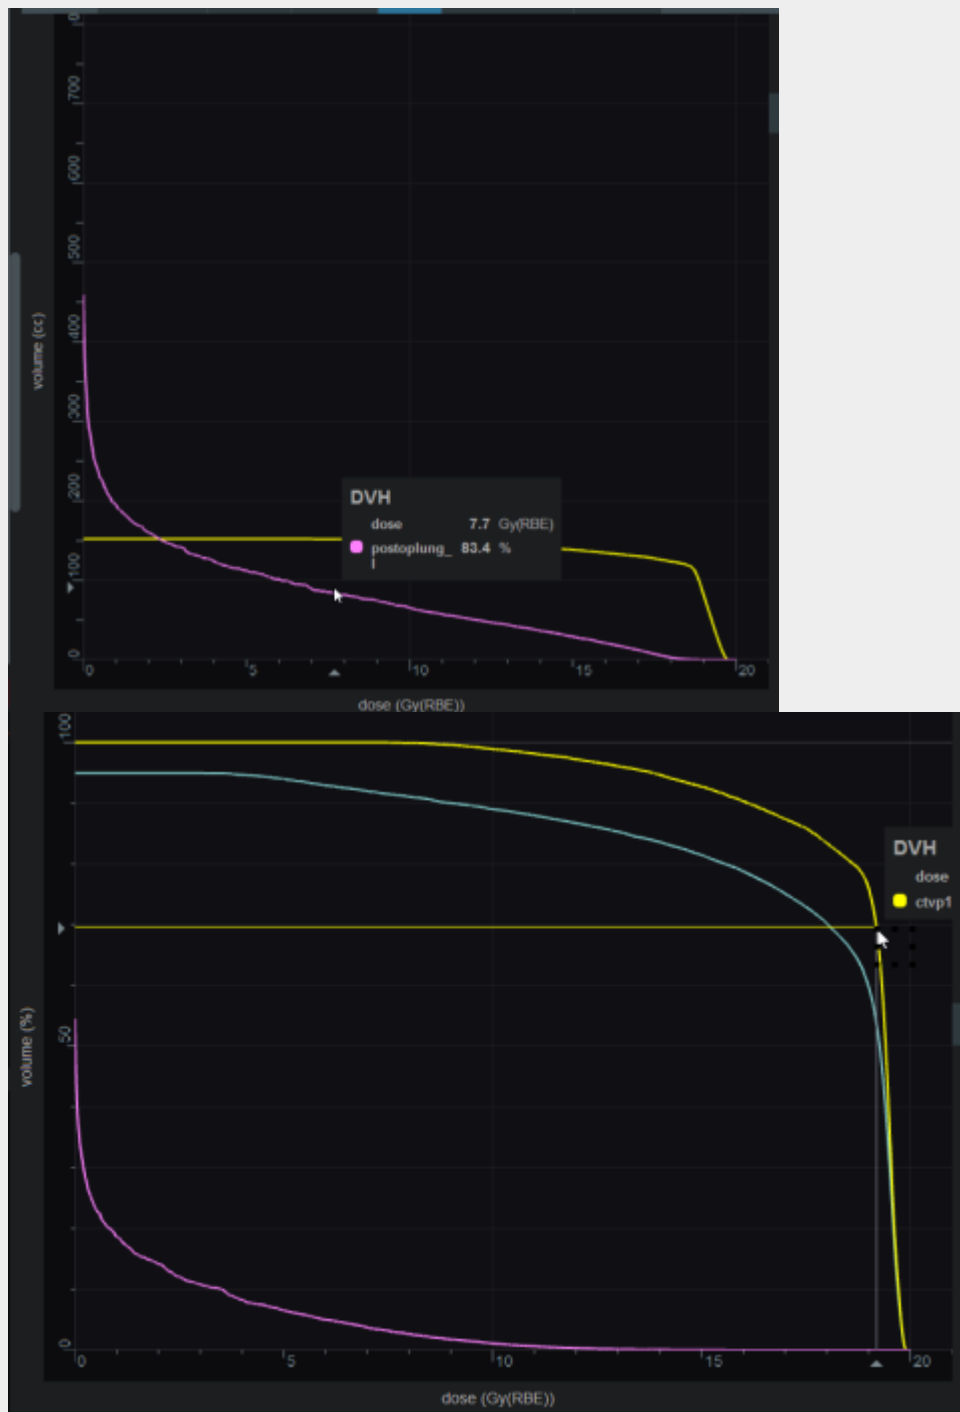 0
700
600
500
400
300
200
100
0
volume (cc)
DVH
dose 7.7 Gy(RBE)
postoplung_ 83.4 %
l
0 5 10 15 20
dose (Gy(RBE))
100
50
0
volume (%)
DVH
dose
ctvp1
0 5 10 15 20
dose (Gy(RBE))